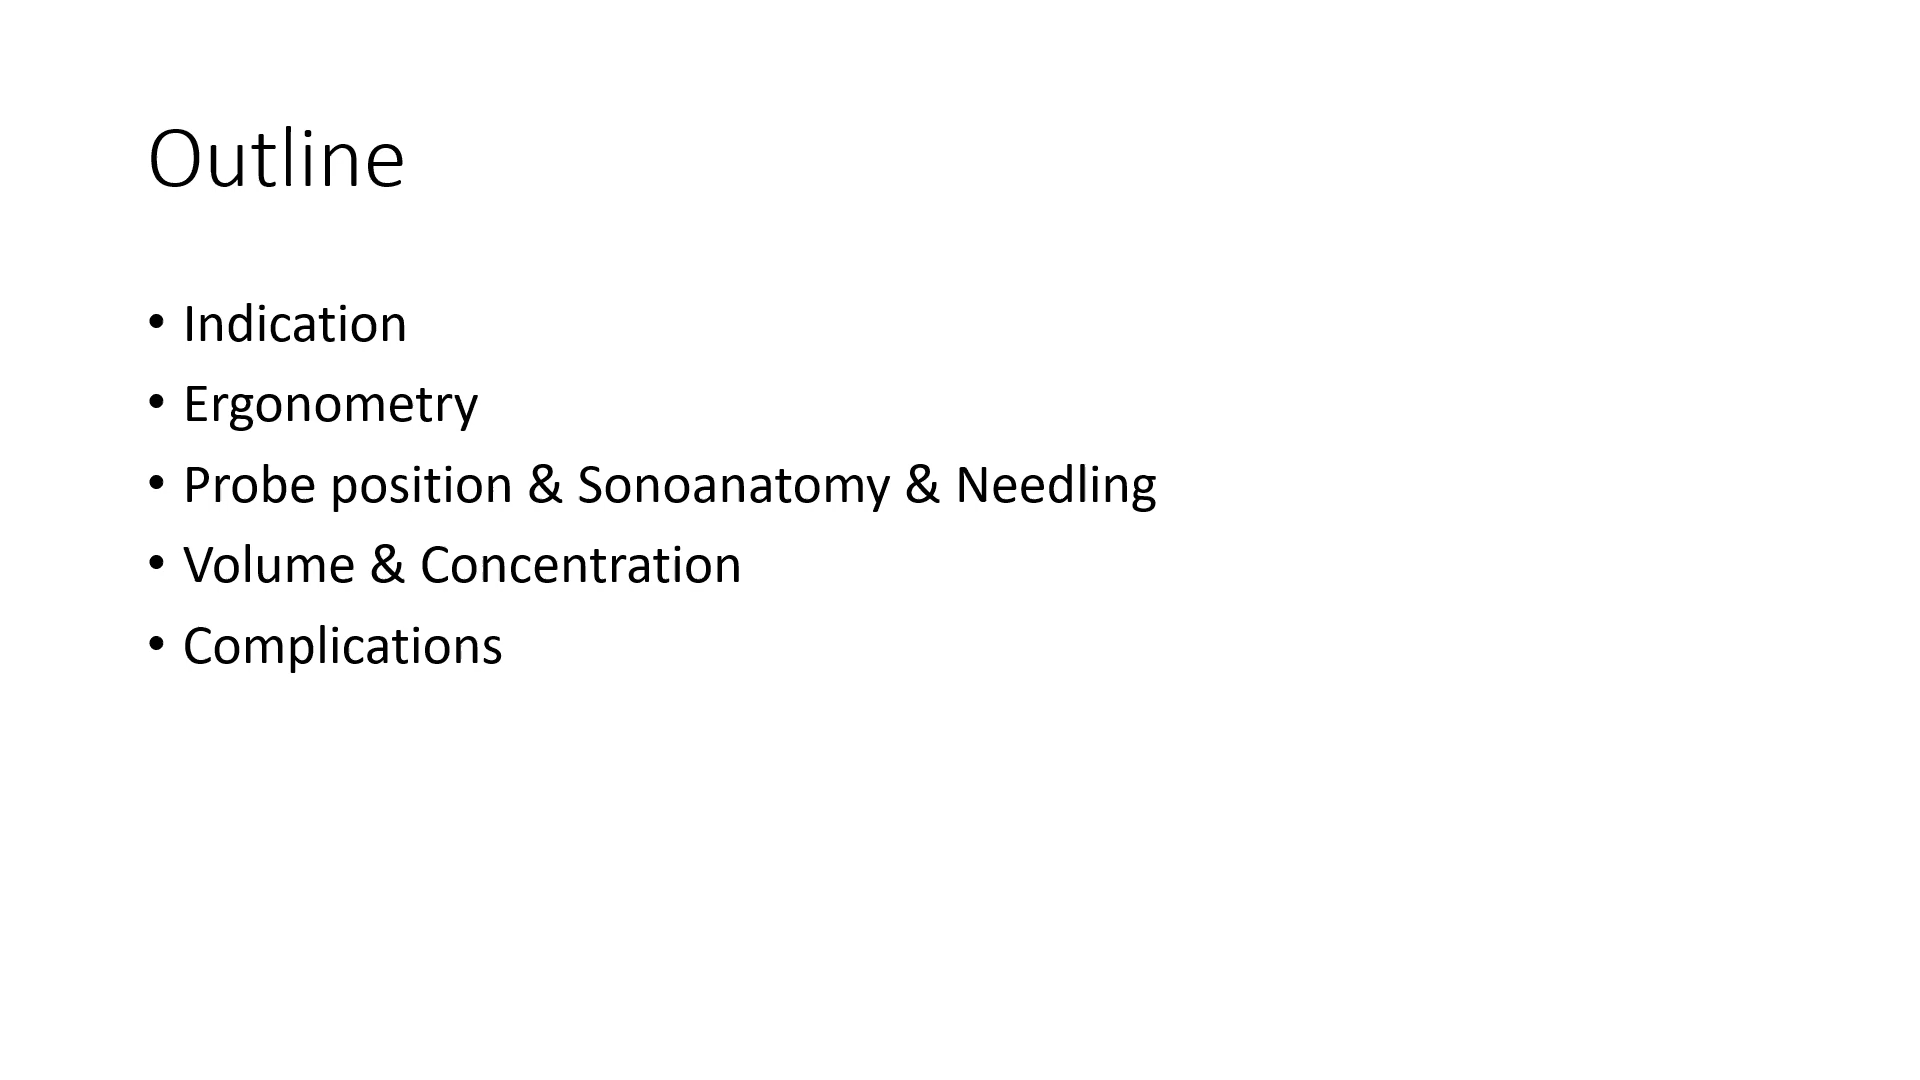 Outline
• Indication
• Ergonometry
• Probe position & Sonoanatomy & Needling
• Volume & Concentration
• Complications